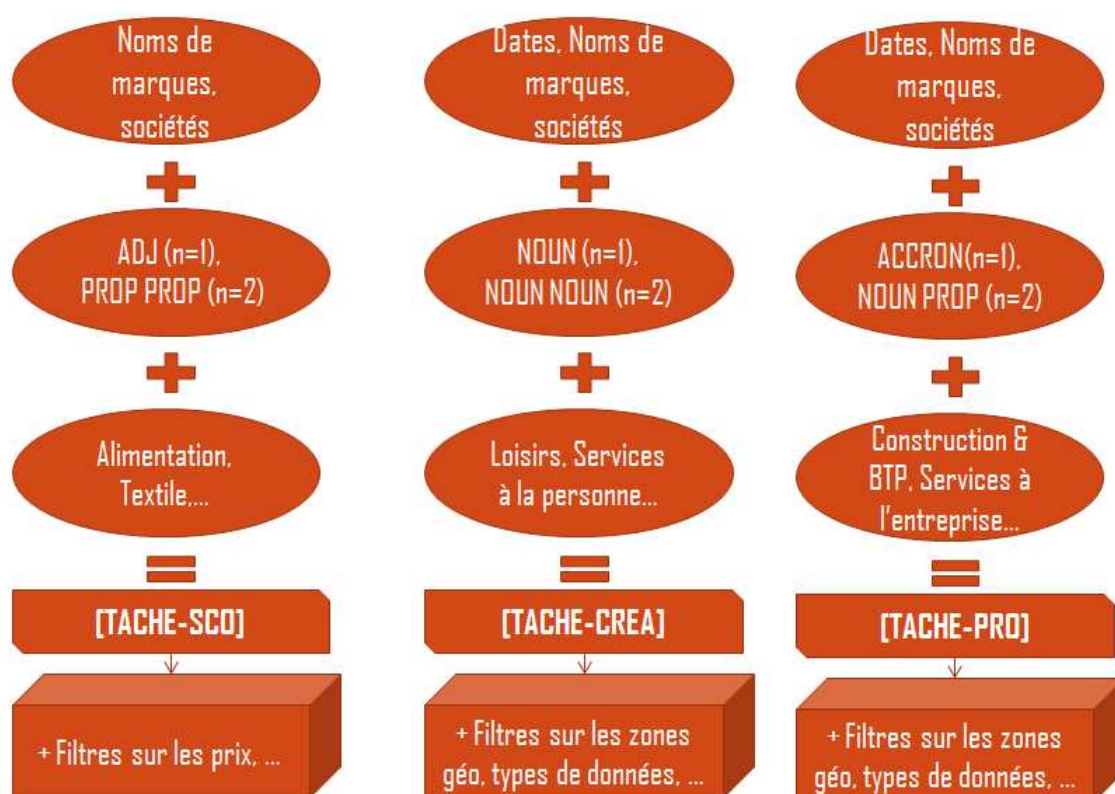 Noms de
marques,
sociétés
ADJ (n=1),
PROP PROP (n=2)
Alimentation,
Textile,...
[TACHE-SCO]
+ Filtres sur les prix, ...
Dates, Noms de
marques,
sociétés
NOUN (n=1),
NOUN NOUN (n=2)
Loisirs, Services
à la personne...
[TACHE-CREA]
+ Filtres sur les zones
géo, types de données, ...
Dates, Noms de
marques,
sociétés
ACCRON(n=1),
NOUN PROP (n=2)
Construction &
BTP, Services à
l'entreprise...
[TACHE-PRO]
+ Filtres sur les zones
géo, types de données, ...